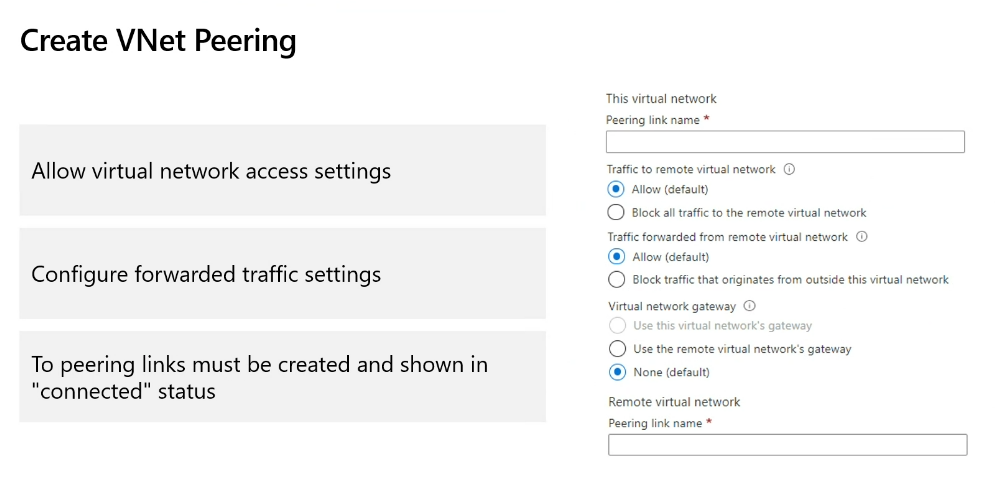 Create VNet Peering
Allow virtual network access settings
Configure forwarded traffic settings
To peering links must be created and shown in
"connected" status
This virtual network
Peering link name *
Traffic to remote virtual network
Allow (default)
Block all traffic to the remote virtual network
Traffic forwarded from remote virtual network
Allow (default)
Block traffic that originates from outside this virtual network
Virtual network gateway
Use this virtual network's gateway
Use the remote virtual network's gateway
None (default)
Remote virtual network
Peering link name *